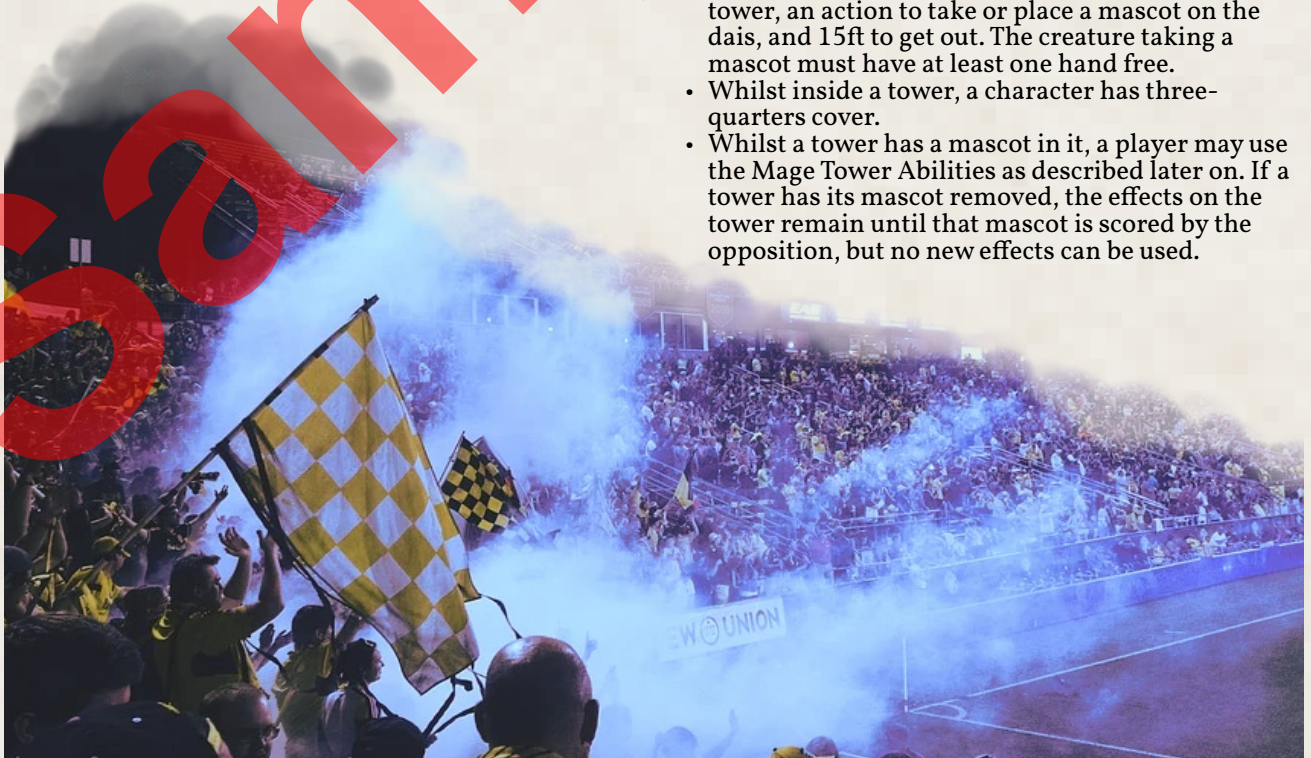 tower, an action to take or place a mascot on the
dais, and 15ft to get out. The creature taking a
mascot must have at least one hand free.
• Whilst inside a tower, a character has three-
quarters cover.
• Whilst a tower has a mascot in it, a player may use
the Mage Tower Abilities as described later on. If a
tower has its mascot removed, the effects on the
tower remain until that mascot is scored by the
opposition, but no new effects can be used.
UNION